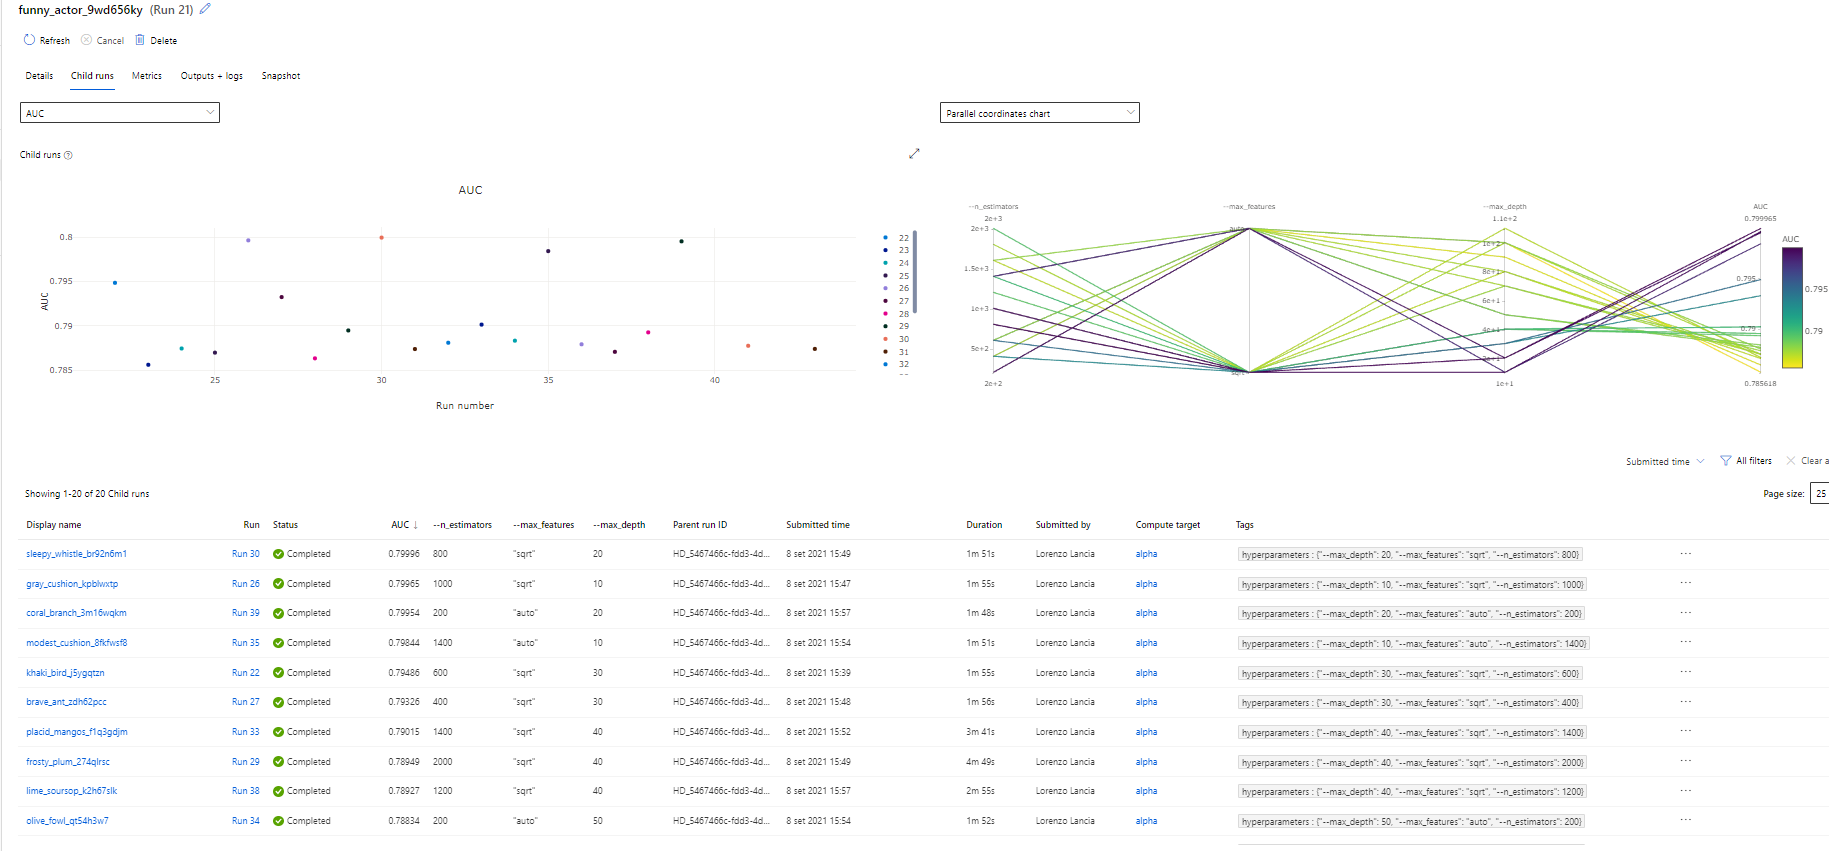 funny_actor_9wd656ky (Run 21)
Refresh Cancel Delete
Details Child runs Metrics Outputs + logs Snapshot
AUC
Parallel coordinates chart
Child runs
AUC
0.8
0.795
0.79
0.785
AUC
25 30 35 40
Run number
22
23
24
25
26
27
28
29
30
31
32
--n_estimators --max_features --max_depth AUC
2e+3 1.1e+2 0.799965
2e+3
1.5e+3
1e+3
5e+2
2e+2
auto
sqrt
1e+2
8e+1
6e+1
4e+1
2e+1
1e+1
0.795
0.79
0.785618
AUC
0.795
0.79
Submitted time All filters Clear a
Showing 1-20 of 20 Child runs Page size: 25
Display name Run Status AUC ↓ --n_estimators --max_features --max_depth Parent run ID Submitted time Duration Submitted by Compute target Tags
sleepy_whistle_br92n6m1 Run 30 Completed 0.79996 800 "sqrt" 20 HD_5467466c-fdd3-4d... 8 set 2021 15:49 1m 51s Lorenzo Lancia alpha hyperparameters : {"--max_depth": 20, "--max_features": "sqrt", "--n_estimators": 800} ...
gray_cushion_kpblwxtp Run 26 Completed 0.79965 1000 "sqrt" 10 HD_5467466c-fdd3-4d... 8 set 2021 15:47 1m 55s Lorenzo Lancia alpha hyperparameters : {"--max_depth": 10, "--max_features": "sqrt", "--n_estimators": 1000} ...
coral_branch_3m16wqkm Run 39 Completed 0.79954 200 "auto" 20 HD_5467466c-fdd3-4d... 8 set 2021 15:57 1m 48s Lorenzo Lancia alpha hyperparameters : {"--max_depth": 20, "--max_features": "auto", "--n_estimators": 200} ...
modest_cushion_8fkfwsf8 Run 35 Completed 0.79844 1400 "auto" 10 HD_5467466c-fdd3-4d... 8 set 2021 15:54 1m 51s Lorenzo Lancia alpha hyperparameters : {"--max_depth": 10, "--max_features": "auto", "--n_estimators": 1400} ...
khaki_bird_j5ygqtzn Run 22 Completed 0.79486 600 "sqrt" 30 HD_5467466c-fdd3-4d... 8 set 2021 15:39 1m 55s Lorenzo Lancia alpha hyperparameters : {"--max_depth": 30, "--max_features": "sqrt", "--n_estimators": 600} ...
brave_ant_zdh62pcc Run 27 Completed 0.79326 400 "sqrt" 30 HD_5467466c-fdd3-4d... 8 set 2021 15:48 1m 56s Lorenzo Lancia alpha hyperparameters : {"--max_depth": 30, "--max_features": "sqrt", "--n_estimators": 400} ...
placid_mangos_f1q3gdjm Run 33 Completed 0.79015 1400 "sqrt" 40 HD_5467466c-fdd3-4d... 8 set 2021 15:52 3m 41s Lorenzo Lancia alpha hyperparameters : {"--max_depth": 40, "--max_features": "sqrt", "--n_estimators": 1400} ...
frosty_plum_274qlrsc Run 29 Completed 0.78949 2000 "sqrt" 40 HD_5467466c-fdd3-4d... 8 set 2021 15:49 4m 49s Lorenzo Lancia alpha hyperparameters : {"--max_depth": 40, "--max_features": "sqrt", "--n_estimators": 2000} ...
lime_soursop_k2h67slk Run 38 Completed 0.78927 1200 "sqrt" 40 HD_5467466c-fdd3-4d... 8 set 2021 15:57 2m 55s Lorenzo Lancia alpha hyperparameters : {"--max_depth": 40, "--max_features": "sqrt", "--n_estimators": 1200} ...
olive_fowl_qt54h3w7 Run 34 Completed 0.78834 200 "auto" 50 HD_5467466c-fdd3-4d... 8 set 2021 15:54 1m 52s Lorenzo Lancia alpha hyperparameters : {"--max_depth": 50, "--max_features": "auto", "--n_estimators": 200} ...